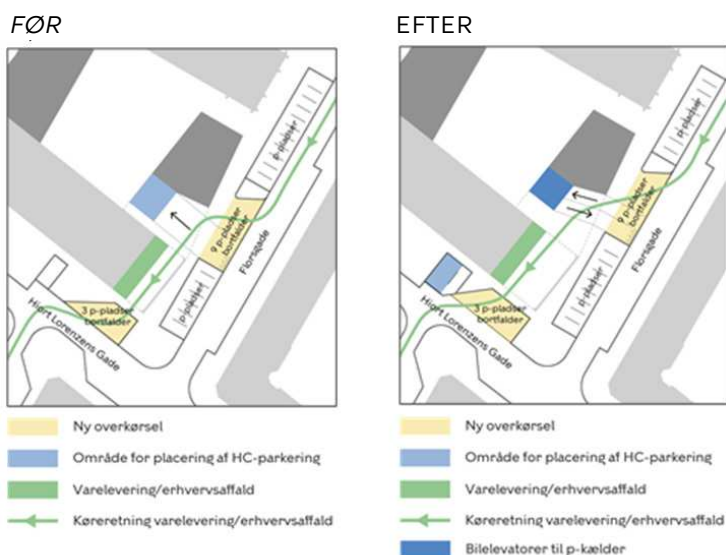 FØR
EFTER
p-pladser
9 p-pladser
bortfalder
Florsgade
p-pladser
3 p-pladser
bortfalder
Hjort Lorenzens Gade
Ny overkørsel
Område for placering af HC-parkering
Varelevering/erhvervsaffald
Køreretning varelevering/erhvervsaffald
p-pladser
9 p-pladser
bortfalder
Florsgade
p-pladser
3 p-pladser
bortfalder
Hjort Lorenzens Gade
Ny overkørsel
Område for placering af HC-parkering
Varelevering/erhvervsaffald
Køreretning varelevering/erhvervsaffald
Bilelevatorer til p-kælder